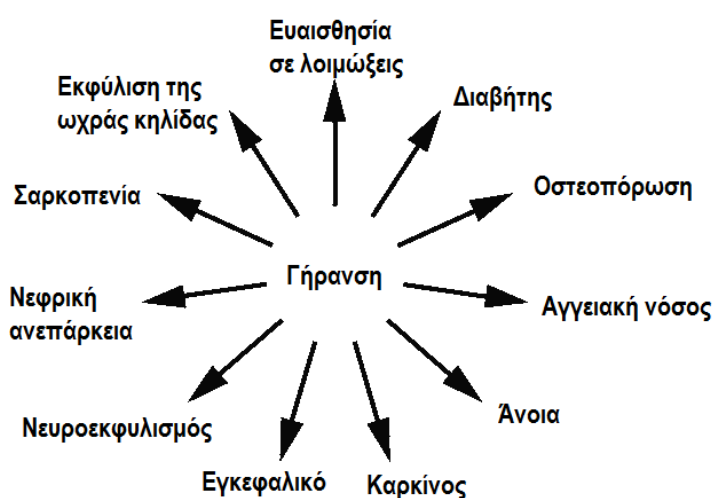 Ευαισθησία
σε λοιμώξεις
Εκφύλιση της
ωχράς κηλίδας
Διαβήτης
Σαρκοπενία
Οστεοπόρωση
Γήρανση
Νεφρική
ανεπάρκεια
Αγγειακή νόσος
Νευροεκφυλισμός
Άνοια
Εγκεφαλικό
Καρκίνος